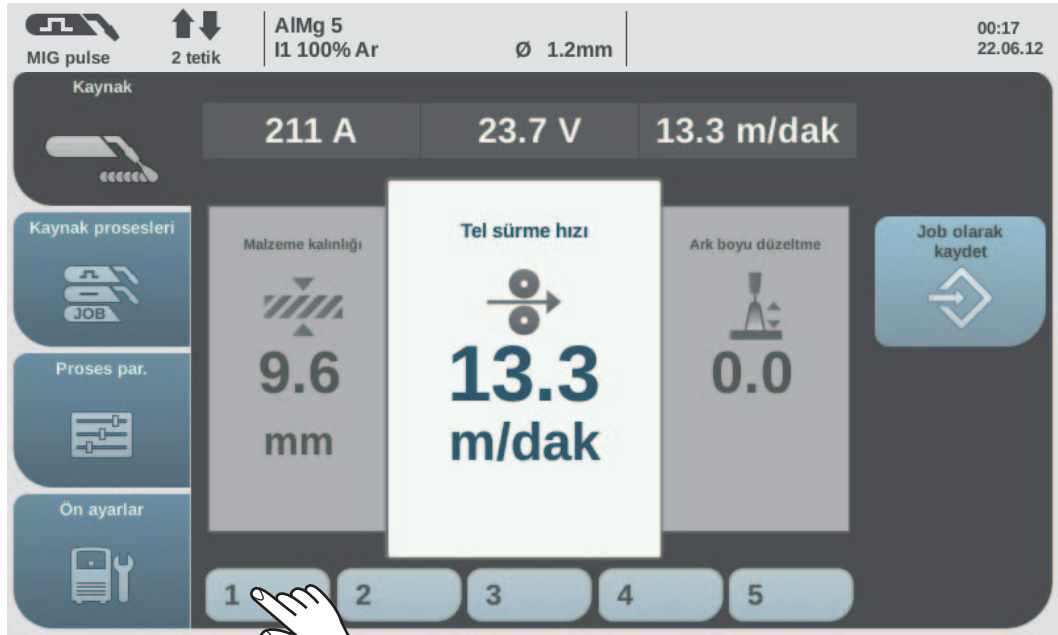 MIG pulse
2 tetik
AlMg 5
I1 100% Ar
Ø 1.2mm
00:17
22.06.12
Kaynak
211 A
23.7 V
13.3 m/dak
Kaynak prosesleri
JOB
Proses par.
Ön ayarlar
Malzeme kalınlığı
9.6
mm
Tel sürme hızı
13.3
m/dak
Ark boyu düzeltme
0.0
Job olarak
kaydet
1
2
3
4
5